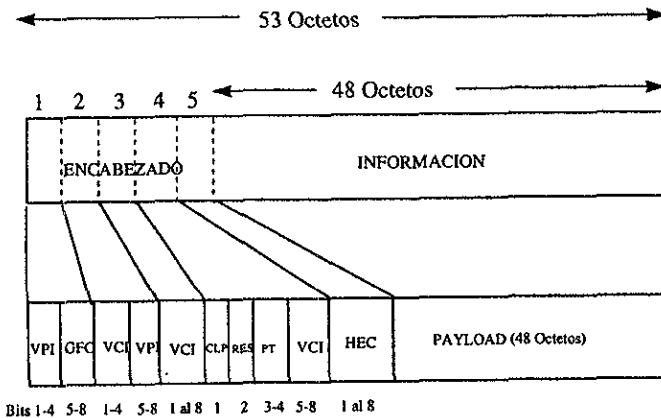 53 Octetos
1 2 3 4 5 48 Octetos
ENCABEZADO INFORMACION
VPI GFC VCI VPI VCI CLP RES PT VCI HEC PAYLOAD (48 Octetos)
Bits 1-4 5-8 1-4 5-8 1 al 8 1 2 3-4 5-8 1 al 8